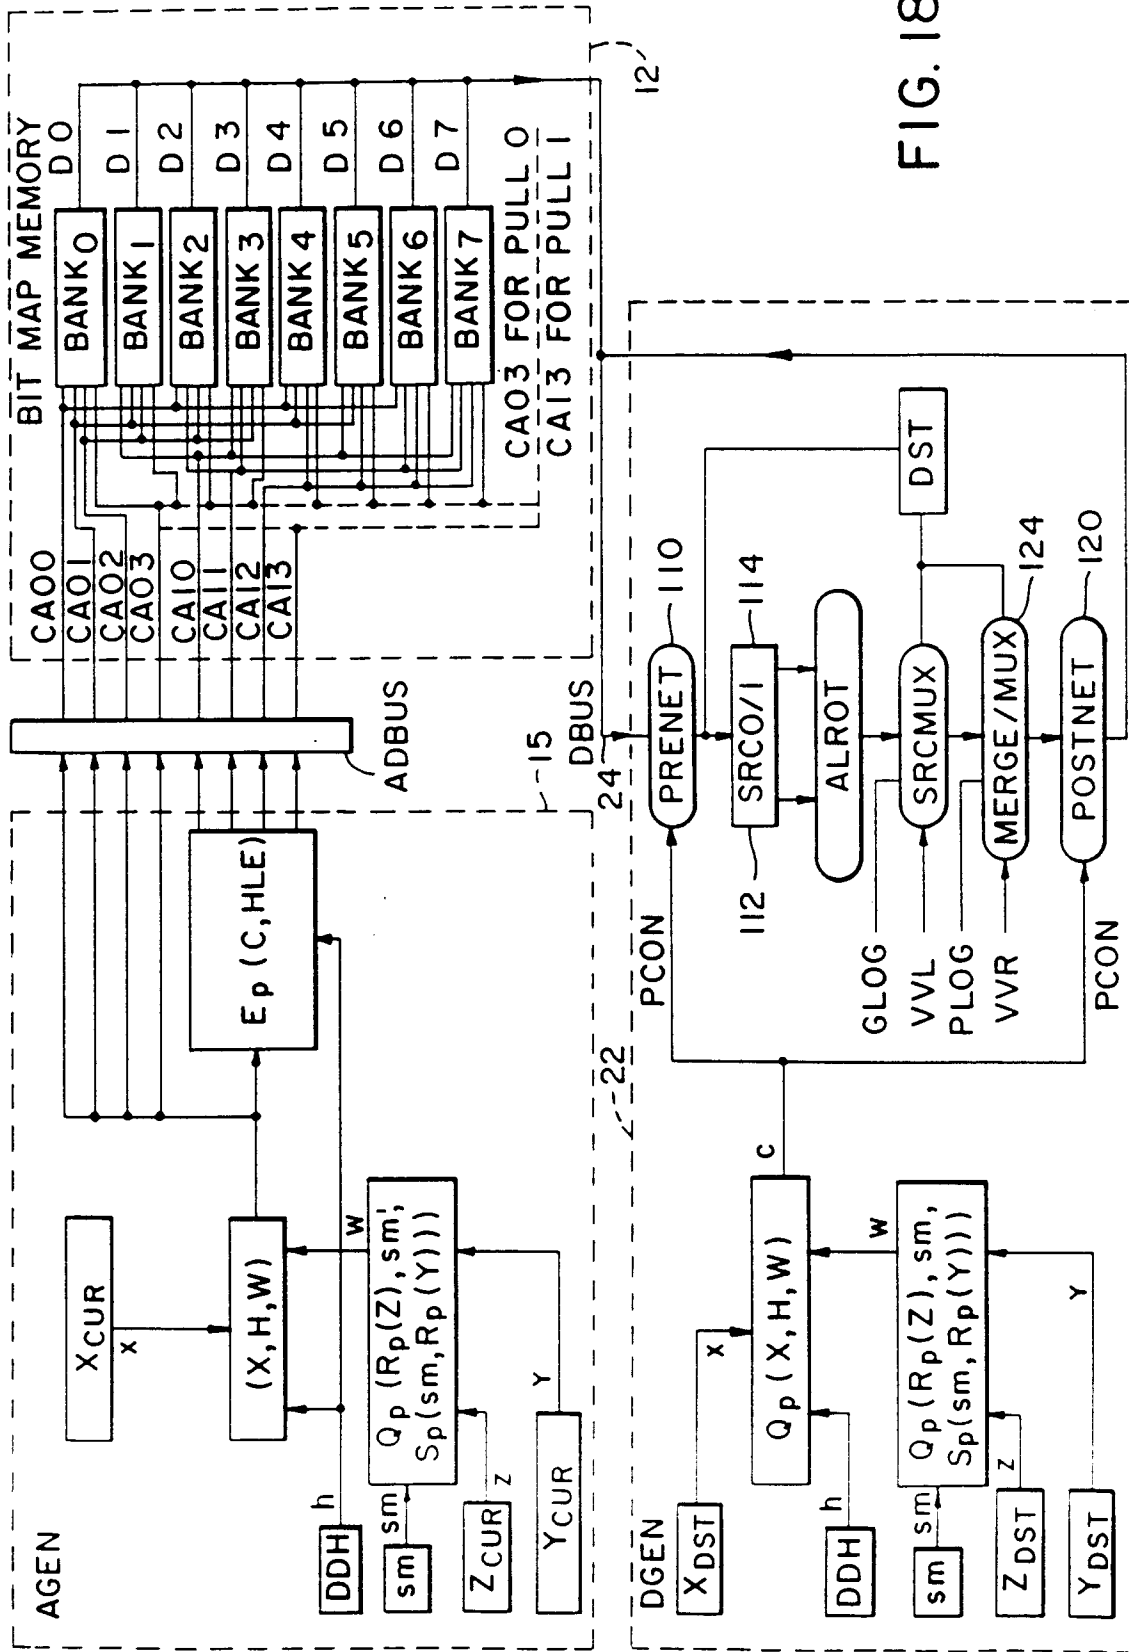 AGEN
XCUR
x
(X,H,W)
h
DDH
sm
sm
ZCUR
z
YCUR
Y
W
Qp(Rp(Z),sm',
Sp(sm,Rp(Y)))
Ep(C,HLE)
15
ADBUS
BIT MAP MEMORY
CA00
CA01
CA02
CA03
CA10
CA11
CA12
CA13
BANK0
BANK1
BANK2
BANK3
BANK4
BANK5
BANK6
BANK7
D0
D1
D2
D3
D4
D5
D6
D7
CA03 FOR PULL 0
CA13 FOR PULL 1
12
22
DGEN
XDST
x
Qp(X,H,W)
c
h
DDH
sm
sm
ZDST
z
YDST
Y
W
Qp(Rp(Z),sm,
Sp(sm,Rp(Y)))
PCON
DBUS
24
PRENET
110
SRC0/1
112
114
ALROT
GLOG
VVL
SRCMUX
PLOG
VVR
MERGE/MUX
124
DST
POSTNET
120
PCON
FIG. 18